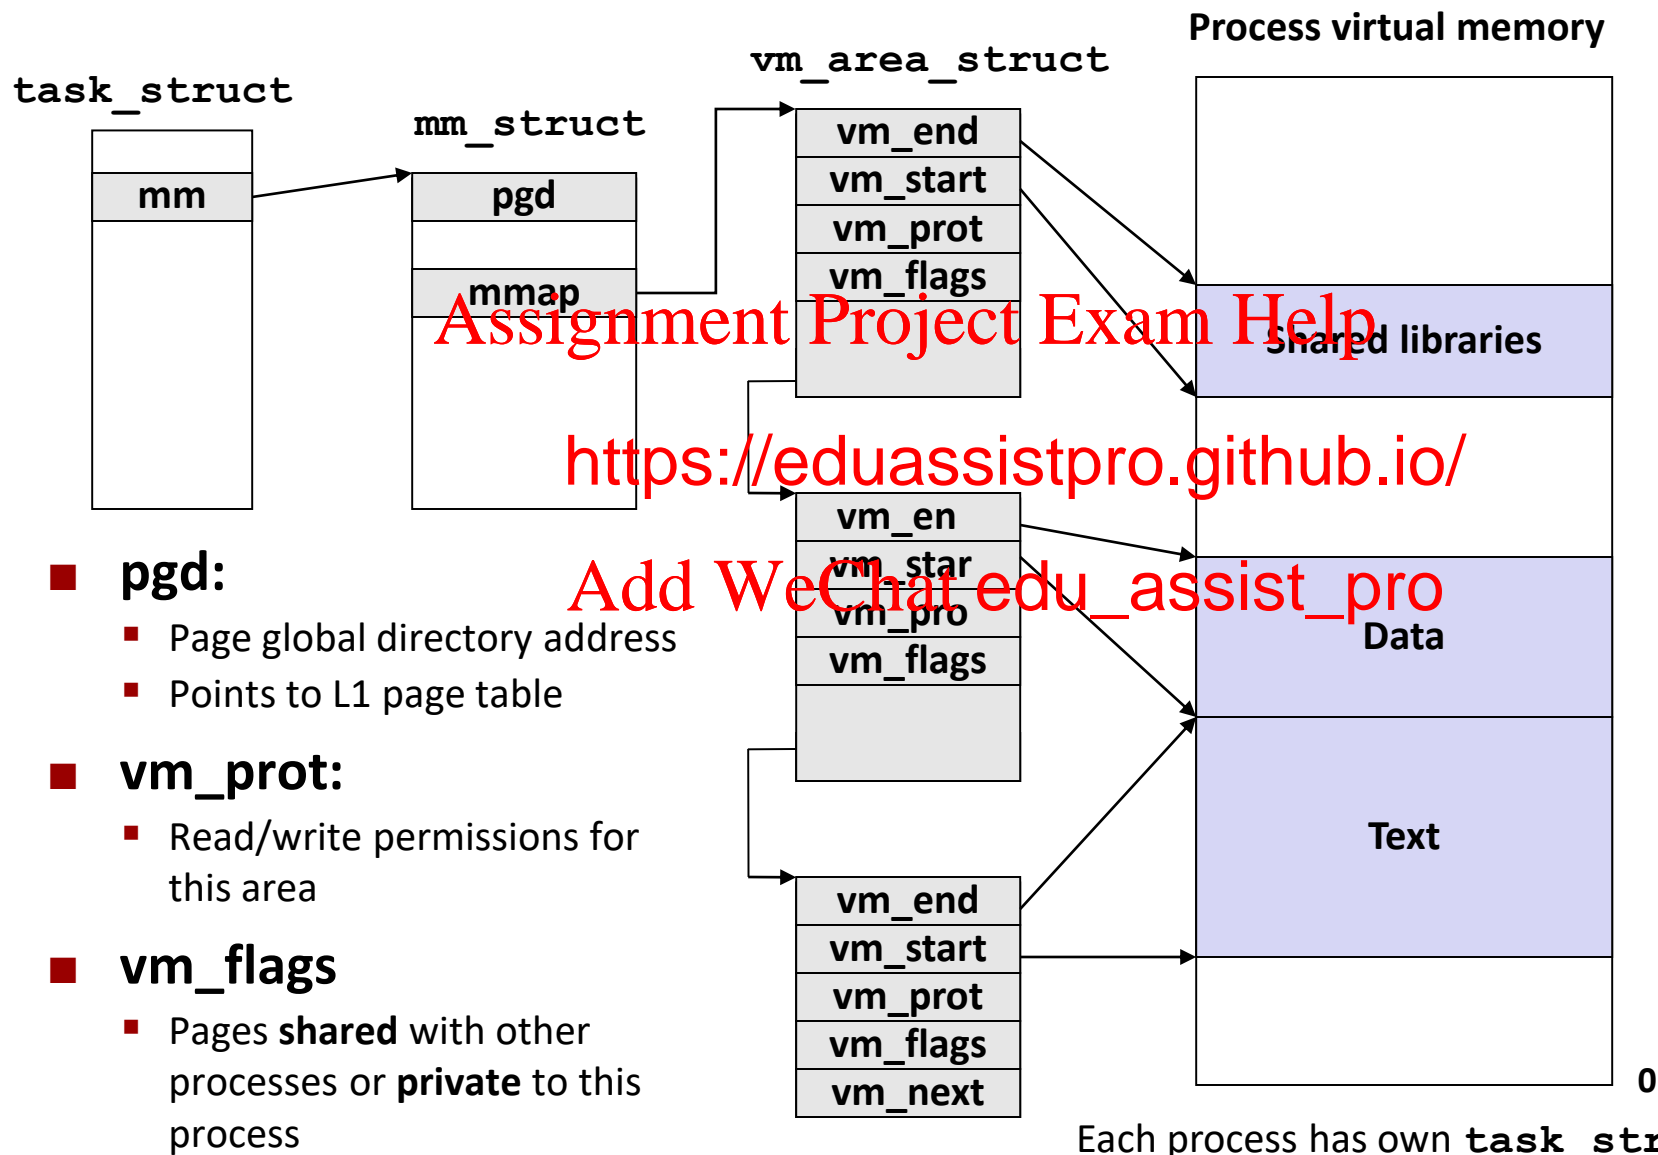 Process virtual memory
vm_area_struct
task_struct
mm_struct
vm_end
mm
pgd
vm_start
vm_prot
vm_flags
mmap
Assignment Project Exam Help
Shared libraries
https://eduassistpro.github.io/
vm_en
vm_star
Add WeChat edu_assist_pro
vm_pro
Data
vm_flags
■ pgd:
▪ Page global directory address
▪ Points to L1 page table
■ vm_prot:
▪ Read/write permissions for
this area
Text
■ vm_flags
▪ Pages shared with other
processes or private to this
process
vm_end
vm_start
vm_prot
vm_flags
vm_next
0
Each process has own task_str